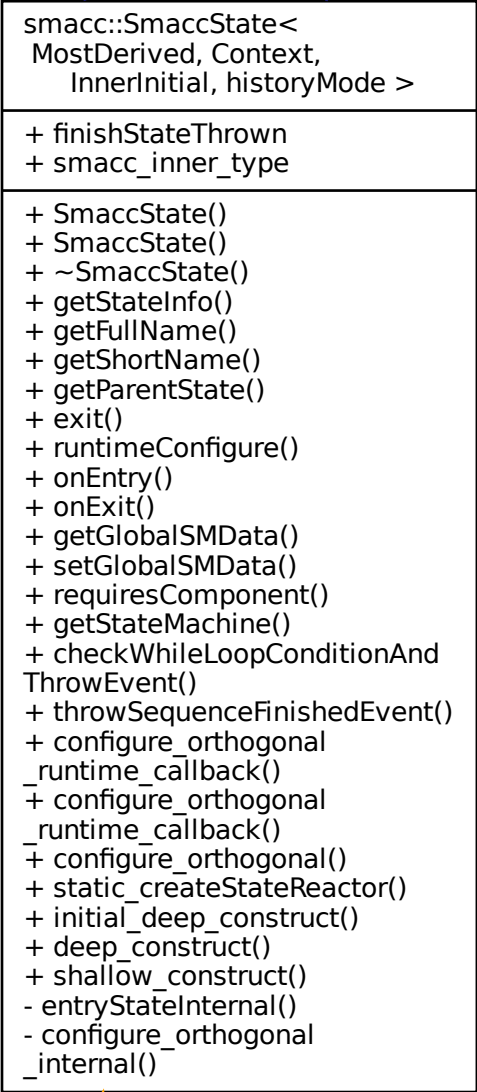 smacc::SmaccState<
MostDerived, Context,
InnerInitial, historyMode >
+ finishStateThrown
+ smacc_inner_type
+ SmaccState()
+ SmaccState()
+ ~SmaccState()
+ getStateInfo()
+ getFullName()
+ getShortName()
+ getParentState()
+ exit()
+ runtimeConfigure()
+ onEntry()
+ onExit()
+ getGlobalSMData()
+ setGlobalSMData()
+ requiresComponent()
+ getStateMachine()
+ checkWhileLoopConditionAnd
ThrowEvent()
+ throwSequenceFinishedEvent()
+ configure_orthogonal
_runtime_callback()
+ configure_orthogonal
_runtime_callback()
+ configure_orthogonal()
+ static_createStateReactor()
+ initial_deep_construct()
+ deep_construct()
+ shallow_construct()
- entryStateInternal()
- configure_orthogonal
_internal()